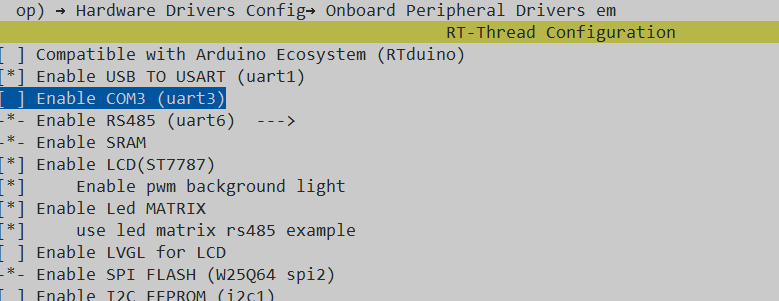 op) → Hardware Drivers Config→ Onboard Peripheral Drivers em
RT-Thread Configuration
[ ] Compatible with Arduino Ecosystem (RTduino)
[*] Enable USB TO USART (uart1)
[ ] Enable COM3 (uart3)
-*- Enable RS485 (uart6)  --->
-*- Enable SRAM
[*] Enable LCD(ST7787)
[*]     Enable pwm background light
[*] Enable Led MATRIX
[*]     use led matrix rs485 example
[ ] Enable LVGL for LCD
-*- Enable SPI FLASH (W25Q64 spi2)
[ ] Enable I2C EEPROM (i2c1)